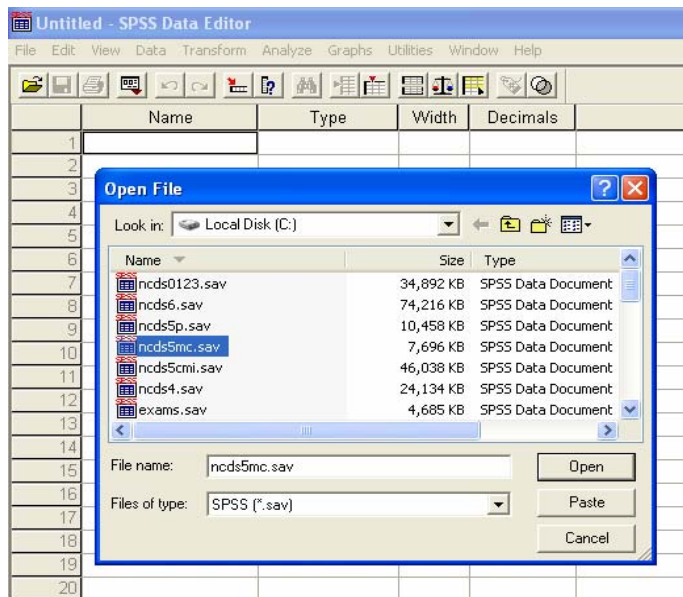 Untitled - SPSS Data Editor
File Edit View Data Transform Analyze Graphs Utilities Window Help
Name Type Width Decimals
1
2
3
4
5
6
7
8
9
10
11
12
13
14
15
16
17
18
19
20
Open File
Look in: Local Disk (C:)
Name Size Type
ncds0123.sav 34,892 KB SPSS Data Document
ncds6.sav 74,216 KB SPSS Data Document
ncds5p.sav 10,458 KB SPSS Data Document
ncds5mc.sav 7,696 KB SPSS Data Document
ncds5cmi.sav 46,038 KB SPSS Data Document
ncds4.sav 24,134 KB SPSS Data Document
exams.sav 4,685 KB SPSS Data Document
File name: ncds5mc.sav Open
Files of type: SPSS (*.sav) Paste
Cancel